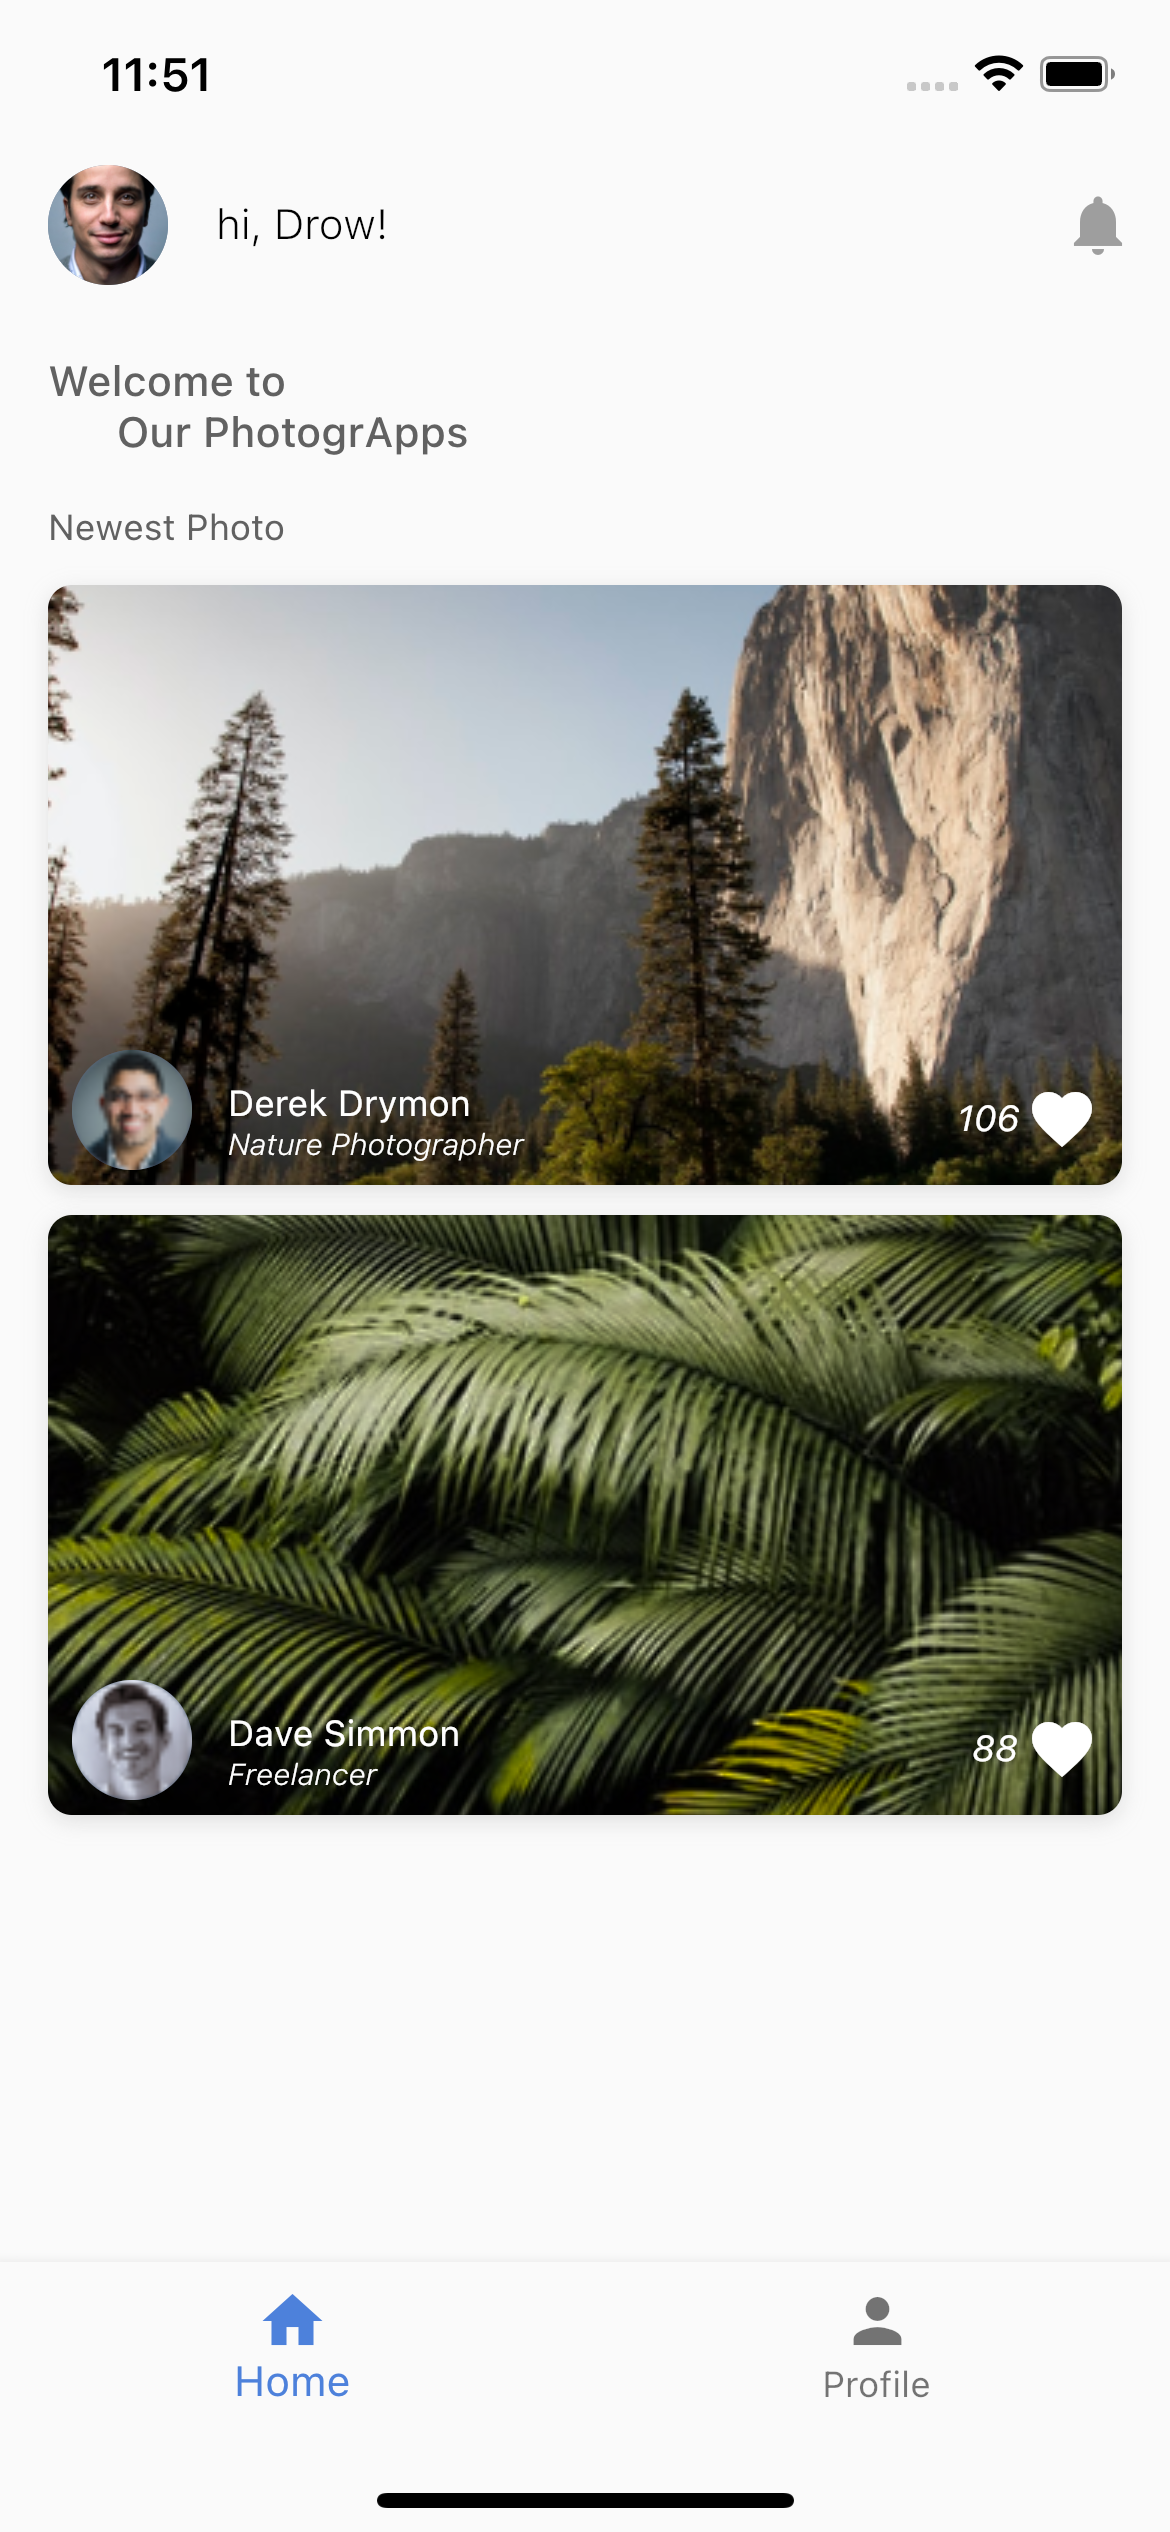 11:51
hi, Drow!
Welcome to
Our PhotogrApps
Newest Photo
Derek Drymon
Nature Photographer
106
Dave Simmon
Freelancer
88
Home
Profile